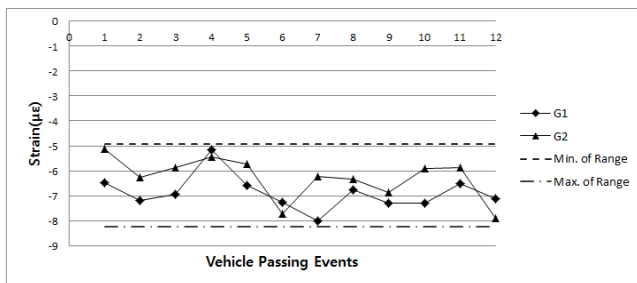 0
0 1 2 3 4 5 6 7 8 9 10 11 12
-1
-2
-3
-4
-5
-6
-7
-8
-9
Strain(με)
Vehicle Passing Events
G1
G2
Min. of Range
Max. of Range